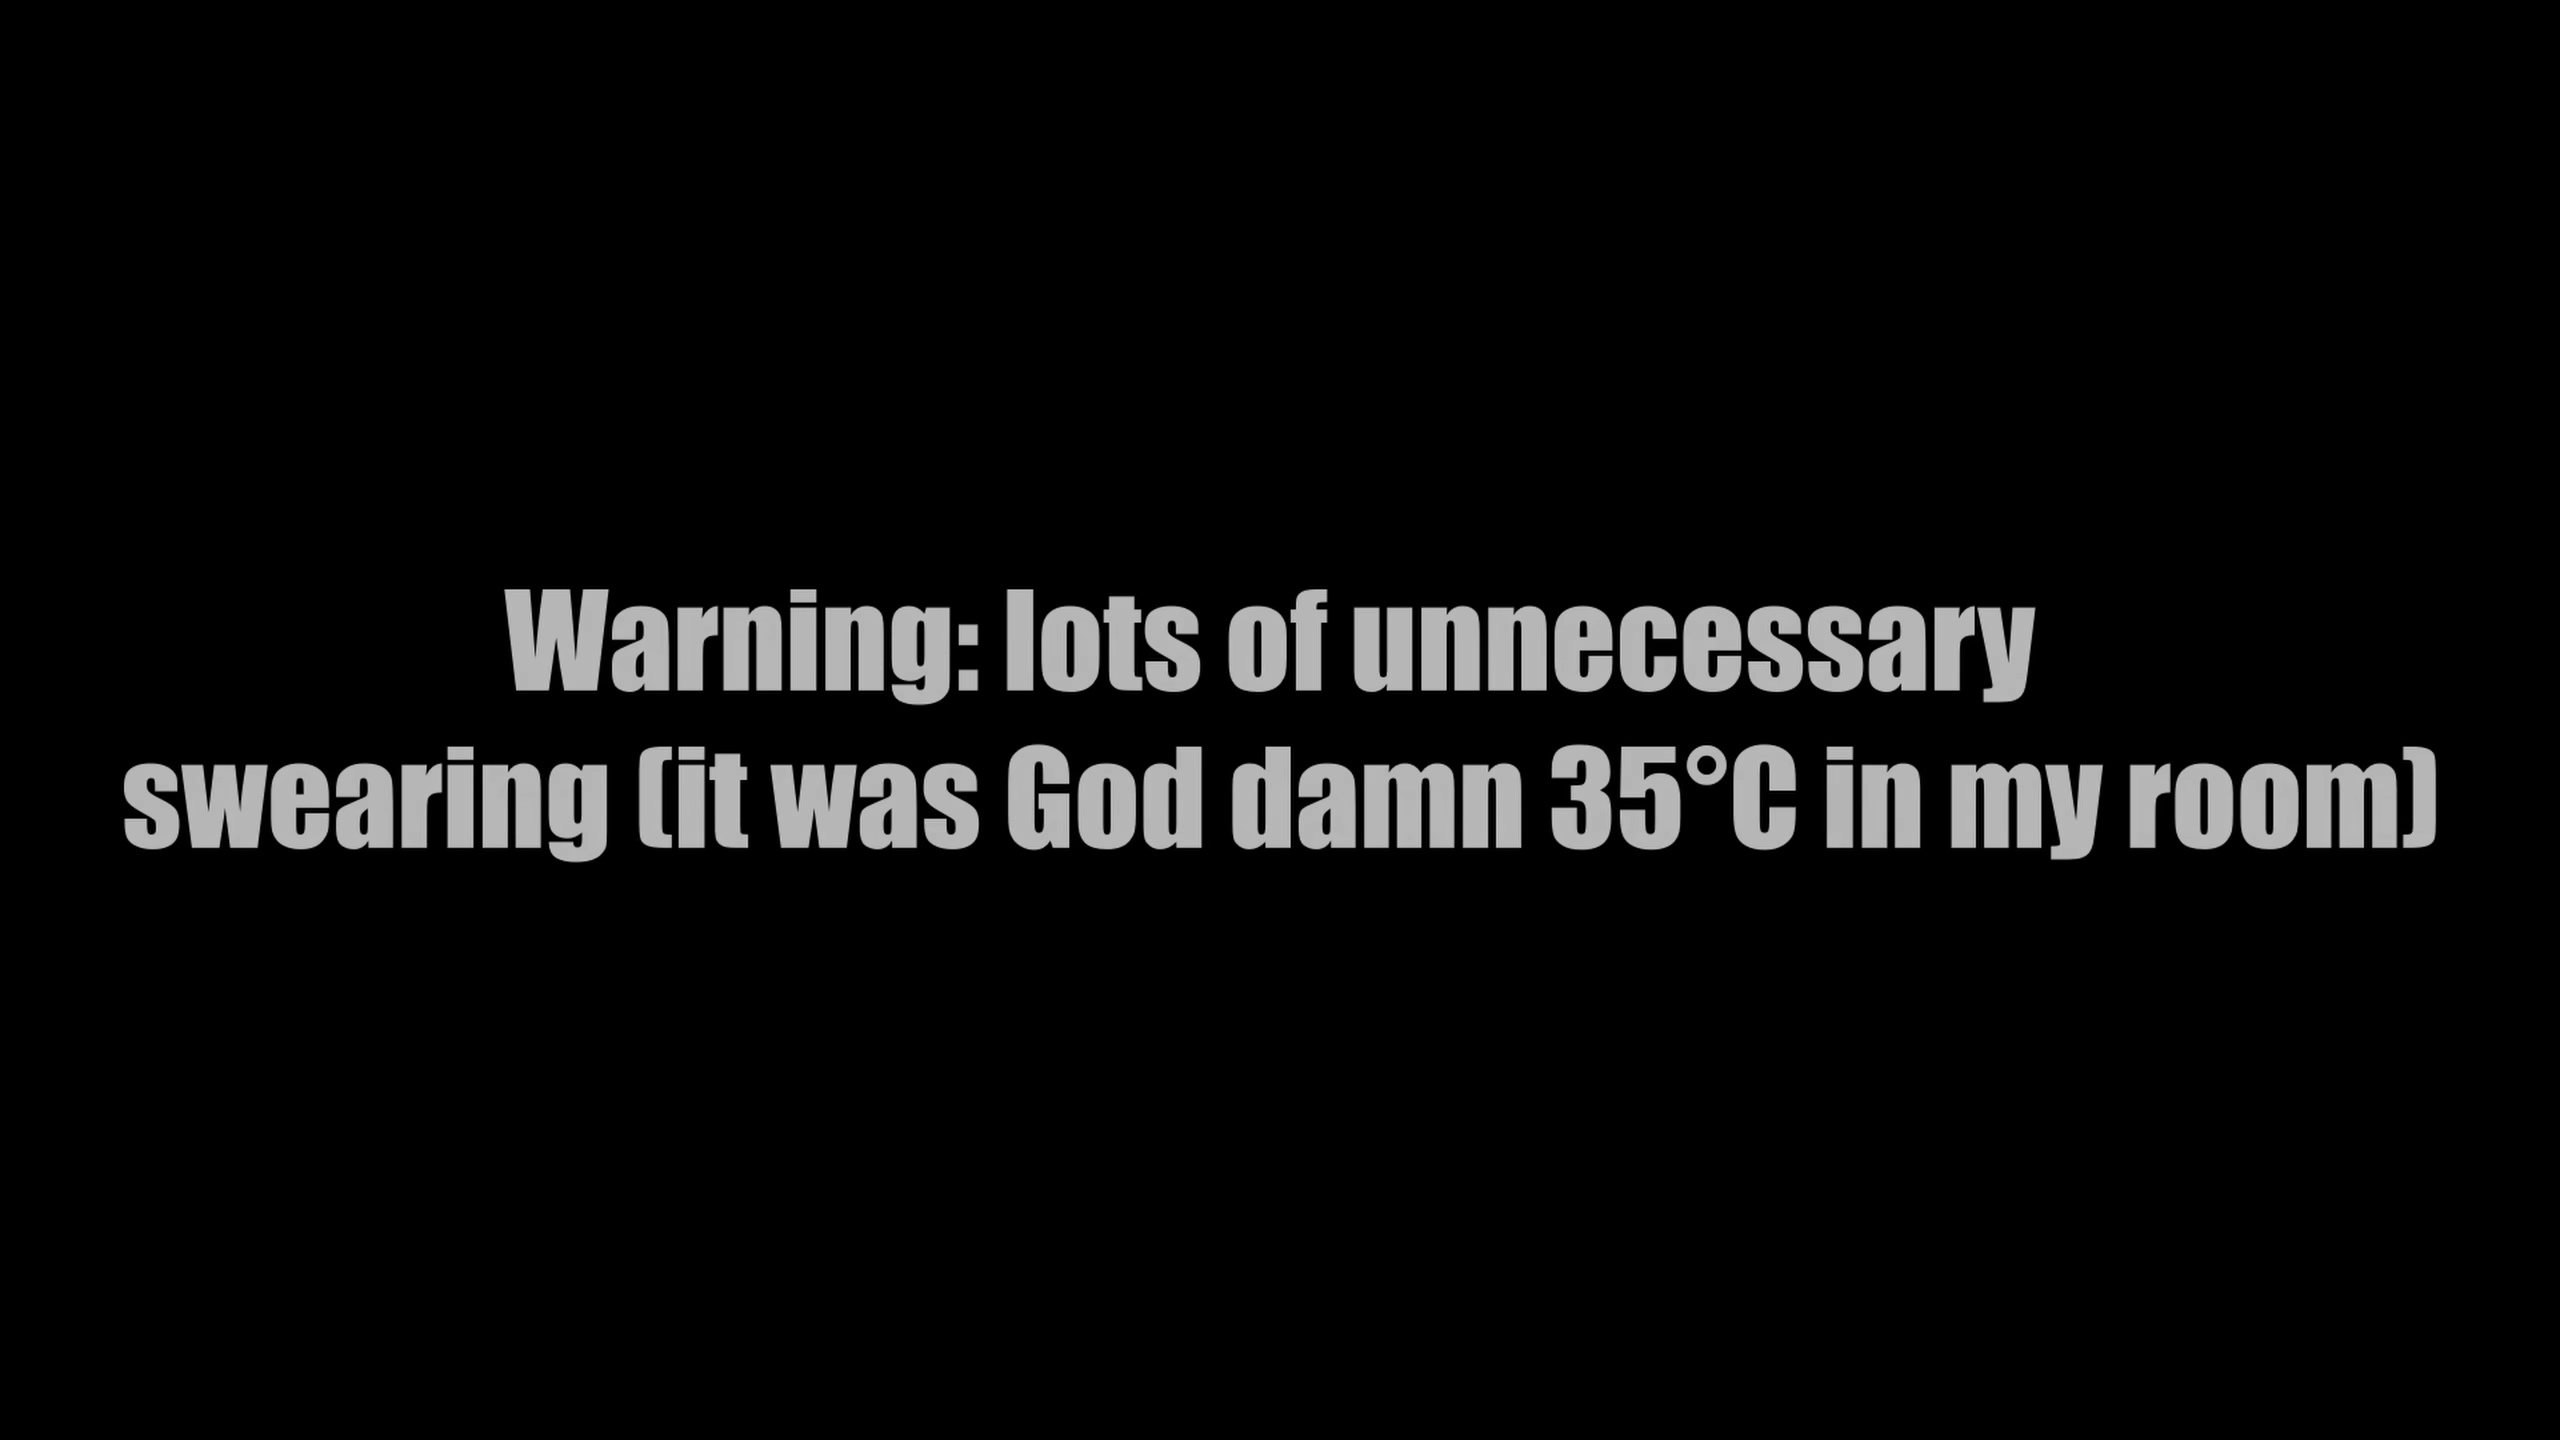 Warning: lots of unnecessary
swearing (it was God damn 35°C in my room)